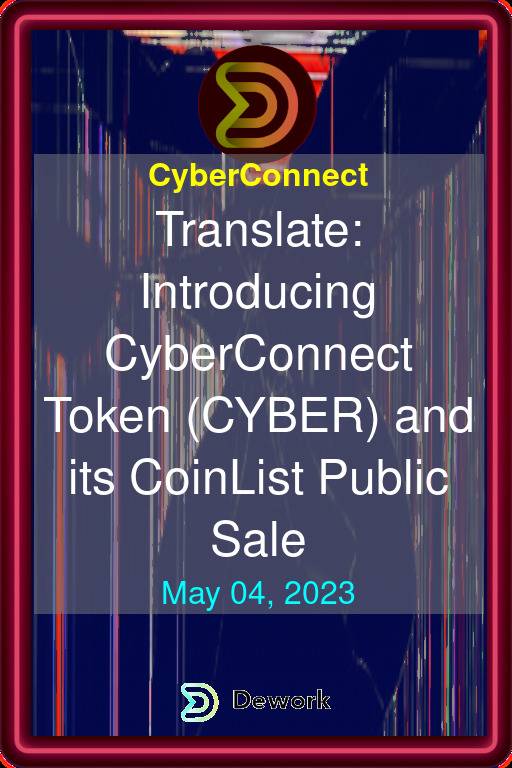 CyberConnect
Translate:
Introducing
CyberConnect
Token (CYBER) and
its CoinList Public
Sale
May 04, 2023
Dework